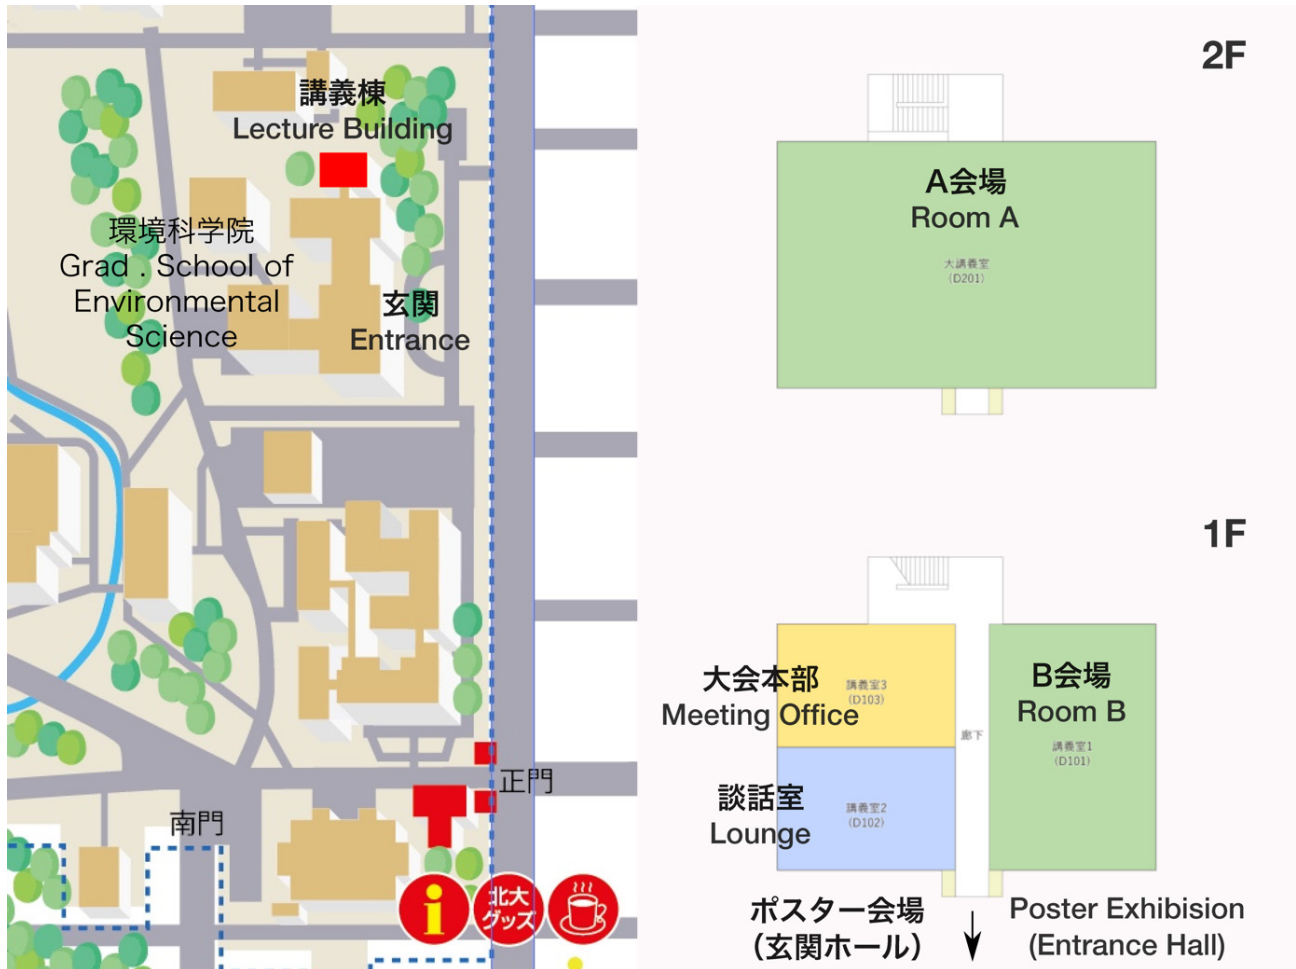 講義棟
Lecture Building
環境科学院
Grad . School of
Environmental
Science
玄関
Entrance
正門
南門
i
北大
グッズ
2F
A会場
Room A
大講義室
(D201)
1F
大会本部
Meeting Office
講義室3
(D103)
B会場
Room B
講義室1
(D101)
廊下
談話室
Lounge
講義室2
(D102)
ポスター会場
（玄関ホール）
Poster Exhibision
(Entrance Hall)